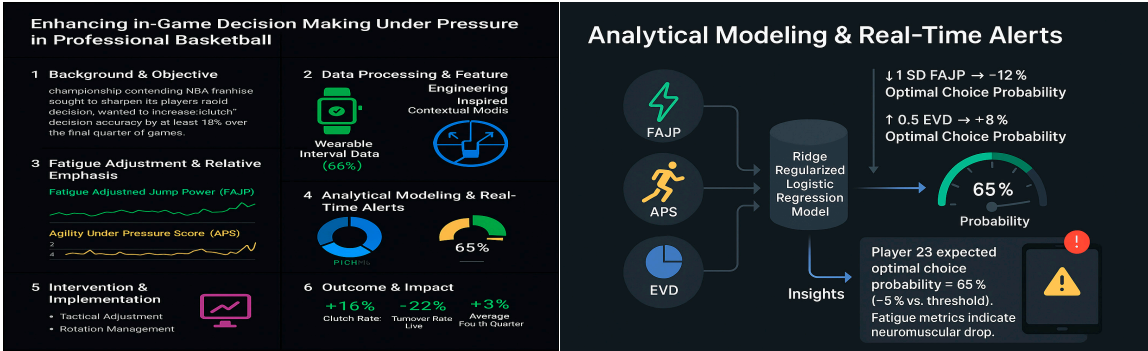 Enhancing in-Game Decision Making Under Pressure
in Professional Basketball
1 Background & Objective
championship contending NBA franhise
sought to sharpen its players raoid
decision, wanted to increase:iclutch"
decision accuracy by at least 18% over
the final quarter of games.
2 Data Processing & Feature
Engineering
Inspired
Contextual Modis
Wearable
Interval Data
(66%)
3 Fatigue Adjustment & Relative
Emphasis
Fatigue Adjustned Jump Power (FAJP)
Agility Under Pressure Score (APS)
2
4
4 Analytical Modeling & Real-
Time Alerts
65%
5 Intervention &
Implementation
• Tactical Adjustment
• Rotation Management
6 Outcome & Impact
+16%
Clutch Rate:
-22%
Turnover Rate
Live
+3%
Average
Fou th Quarter
Analytical Modeling & Real-Time Alerts
FAJP
APS
EVD
Ridge
Regularized
Logistic
Regression
Model
↓ 1 SD FAJP → −12 %
Optimal Choice Probability
↑ 0.5 EVD → +8 %
Optimal Choice Probability
65 %
Probability
Insights
Player 23 expected
optimal choice
probability = 65 %
(−5 % vs. threshold).
Fatigue metrics indicate
neuromuscular drop.
!
!